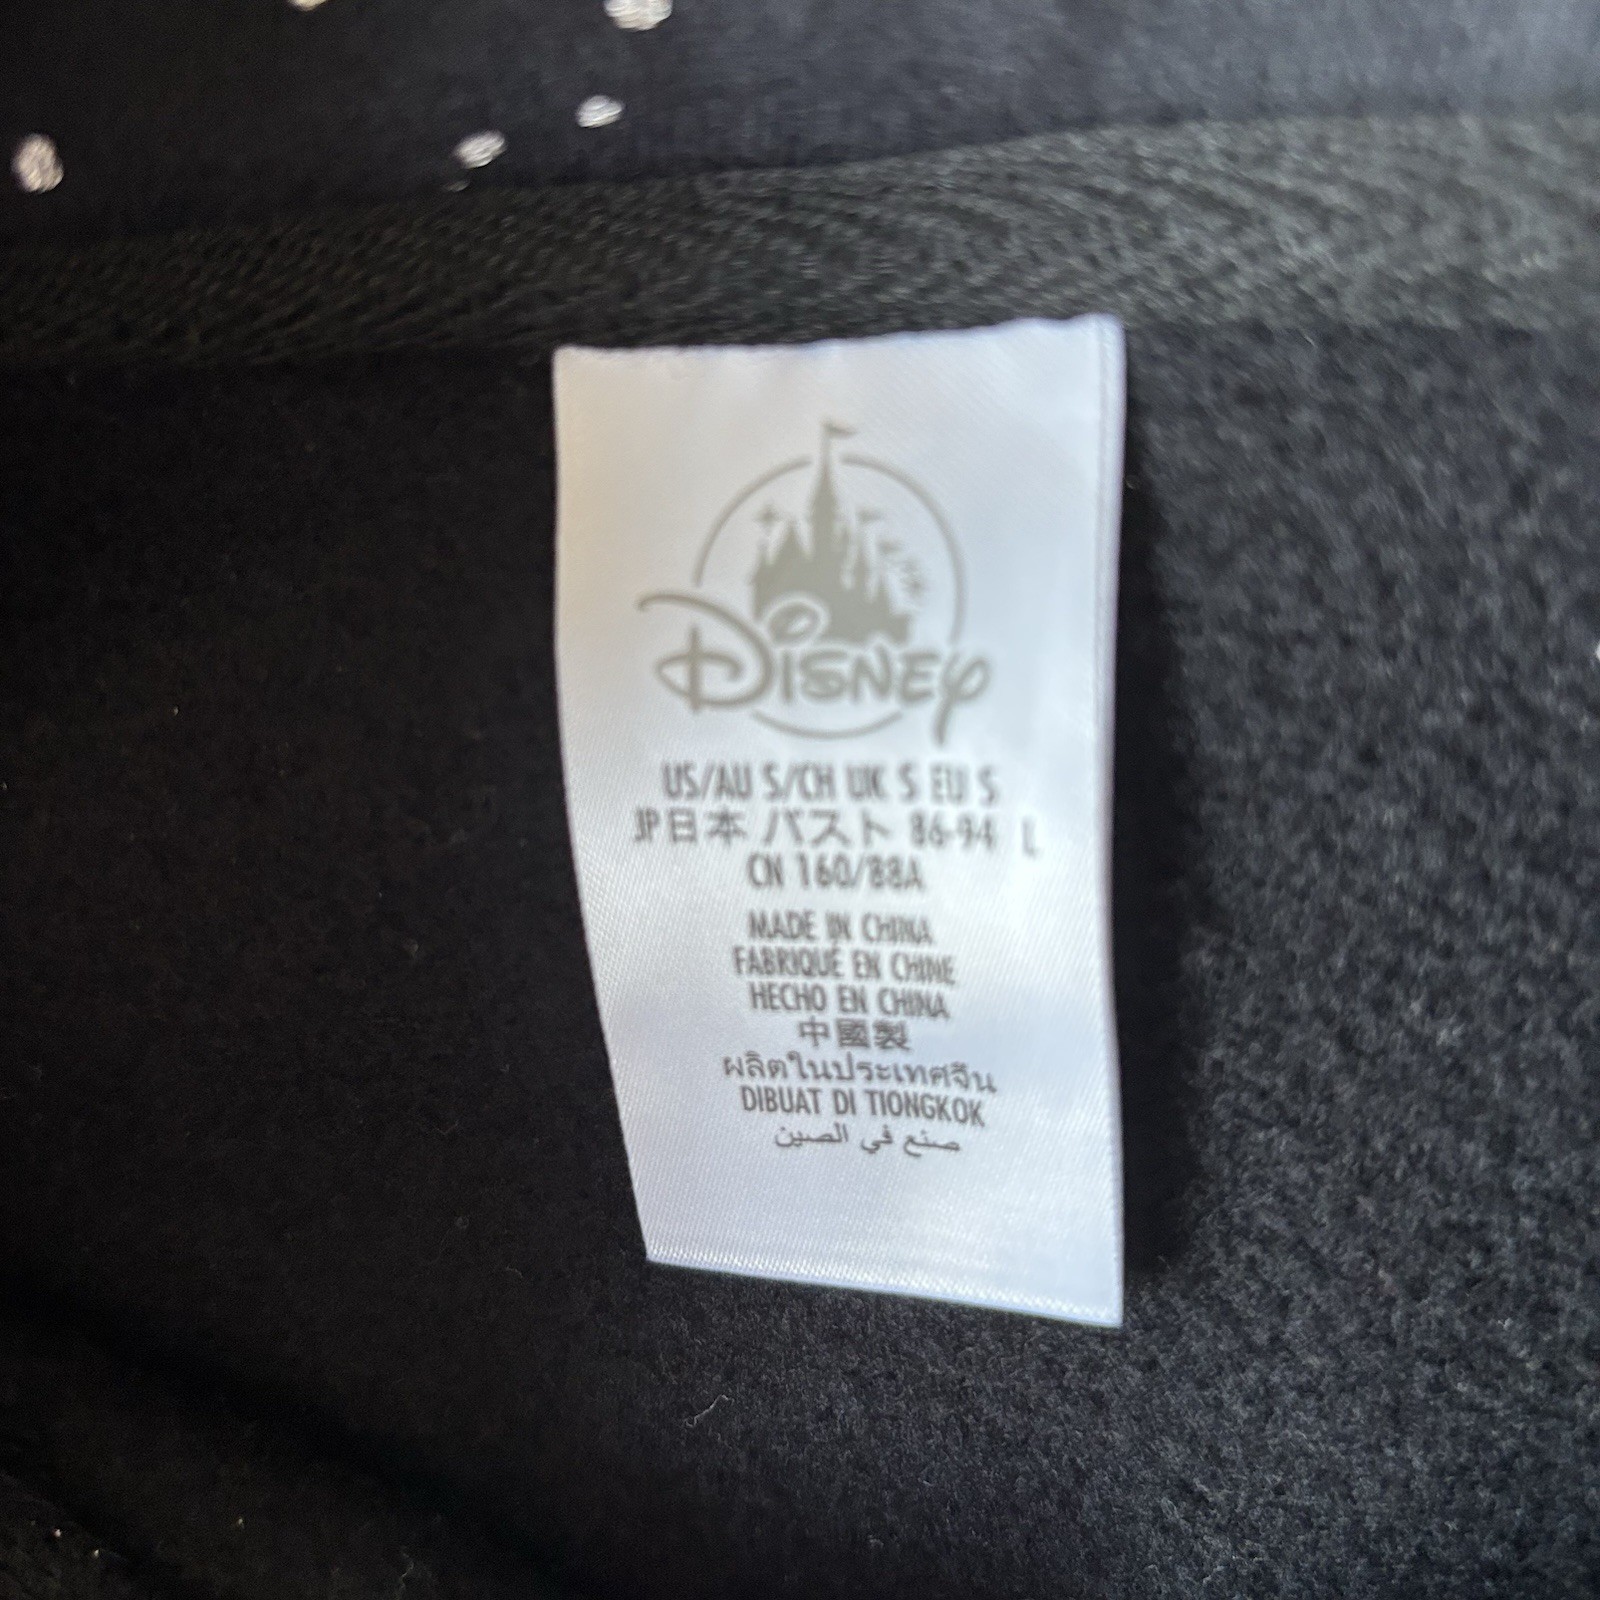 Disney
US/AU S/CH UK S EU S
JP日本 バスト 86-94 L
CN 160/88A
MADE IN CHINA
FABRIQUÉ EN CHINE
HECHO EN CHINA
中國製
ผลิตในประเทศจีน
DIBUAT DI TIONGKOK
صنع في الصين